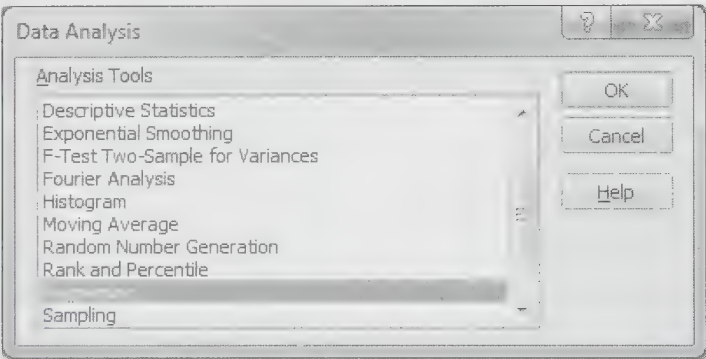 Data Analysis
Analysis Tools
OK
Descriptive Statistics
Exponential Smoothing
Cancel
F-Test Two-Sample for Variances
Fourier Analysis
Help
Histogram
Moving Average
Random Number Generation
Rank and Percentile
Sampling